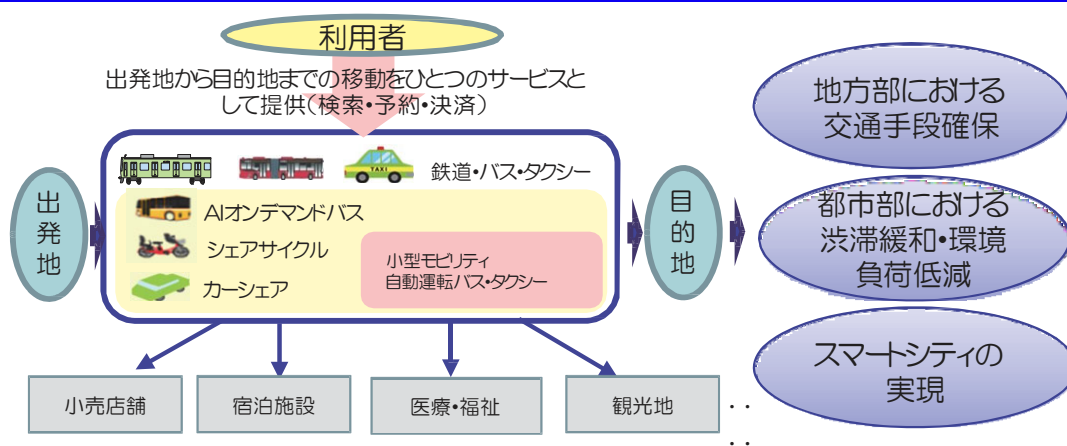 利用者
出発地から目的地までの移動をひとつのサービスと
して提供(検索・予約・決済)
出発地
TAXI
鉄道・バス・タクシー
AIオンデマンドバス
シェアサイクル
カーシェア
小型モビリティ
自動運転バス・タクシー
目的地
地方部における
交通手段確保
都市部における
渋滞緩和・環境
負荷低減
スマートシティの
実現
小売店舗
宿泊施設
医療・福祉
観光地
・・
・・